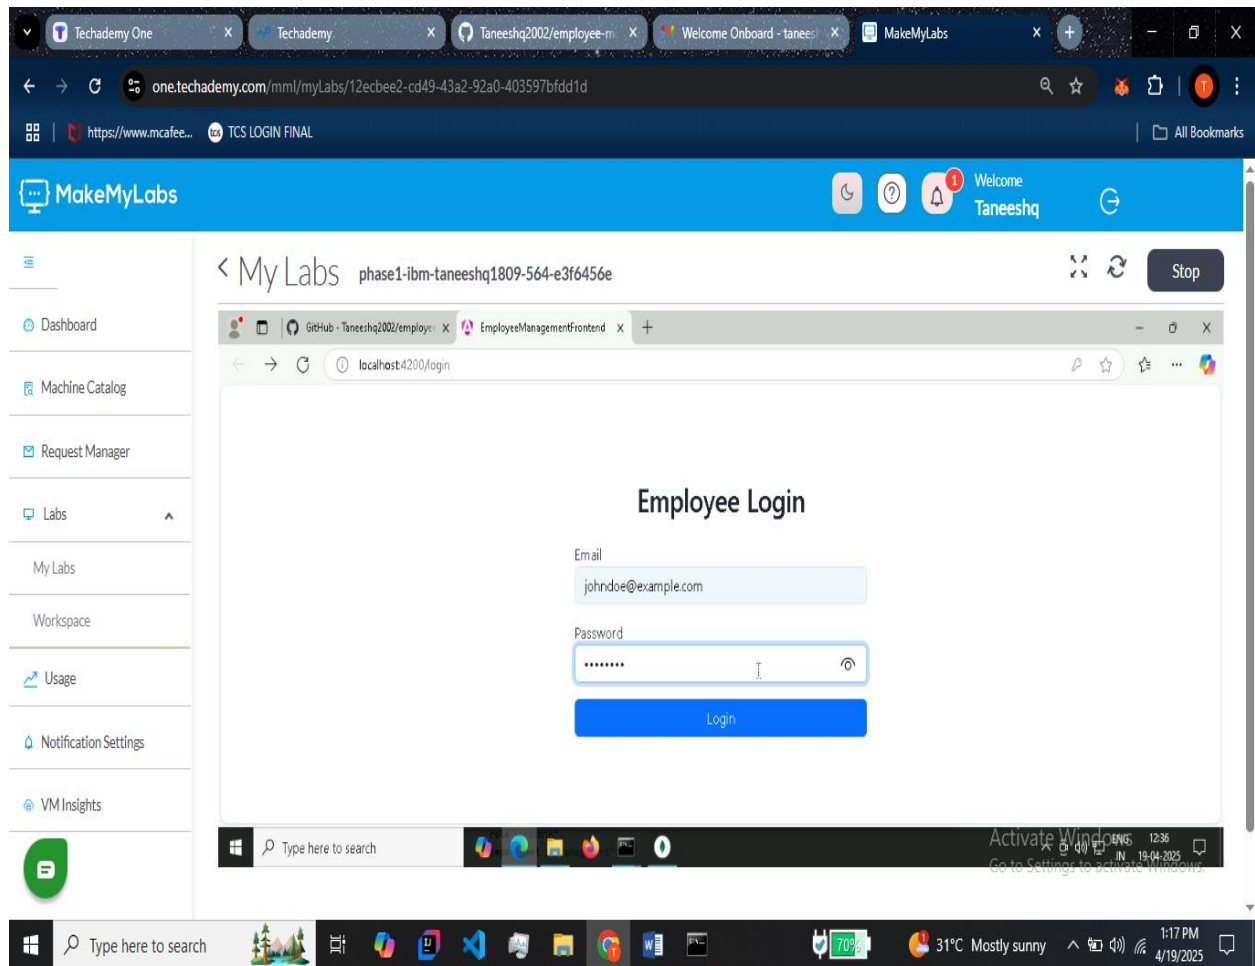 Techademy One
Techademy
Taneeshq2002/employee-m
Welcome Onboard - tanees
MakeMyLabs
one.techademy.com/mml/myLabs/12ecbee2-cd49-43a2-92a0-403597bfdd1d
T
https://www.mcafee...
tcs TCS LOGIN FINAL
All Bookmarks
MakeMyLabs
1
Welcome
Taneeshq
My Labs phase1-ibm-taneeshq1809-564-e3f6456e
Stop
Dashboard
Machine Catalog
Request Manager
Labs
My Labs
Workspace
Usage
Notification Settings
VM Insights
GitHub - Taneeshq2002/employe
EmployeeManagementFrontend
localhost:4200/login
Employee Login
Email
johndoe@example.com
Password
••••••••
Login
Activate Windows
Go to Settings to activate Windows.
Type here to search
ENG
IN
12:36
19-04-2025
Type here to search
70%
31°C Mostly sunny
1:17 PM
4/19/2025